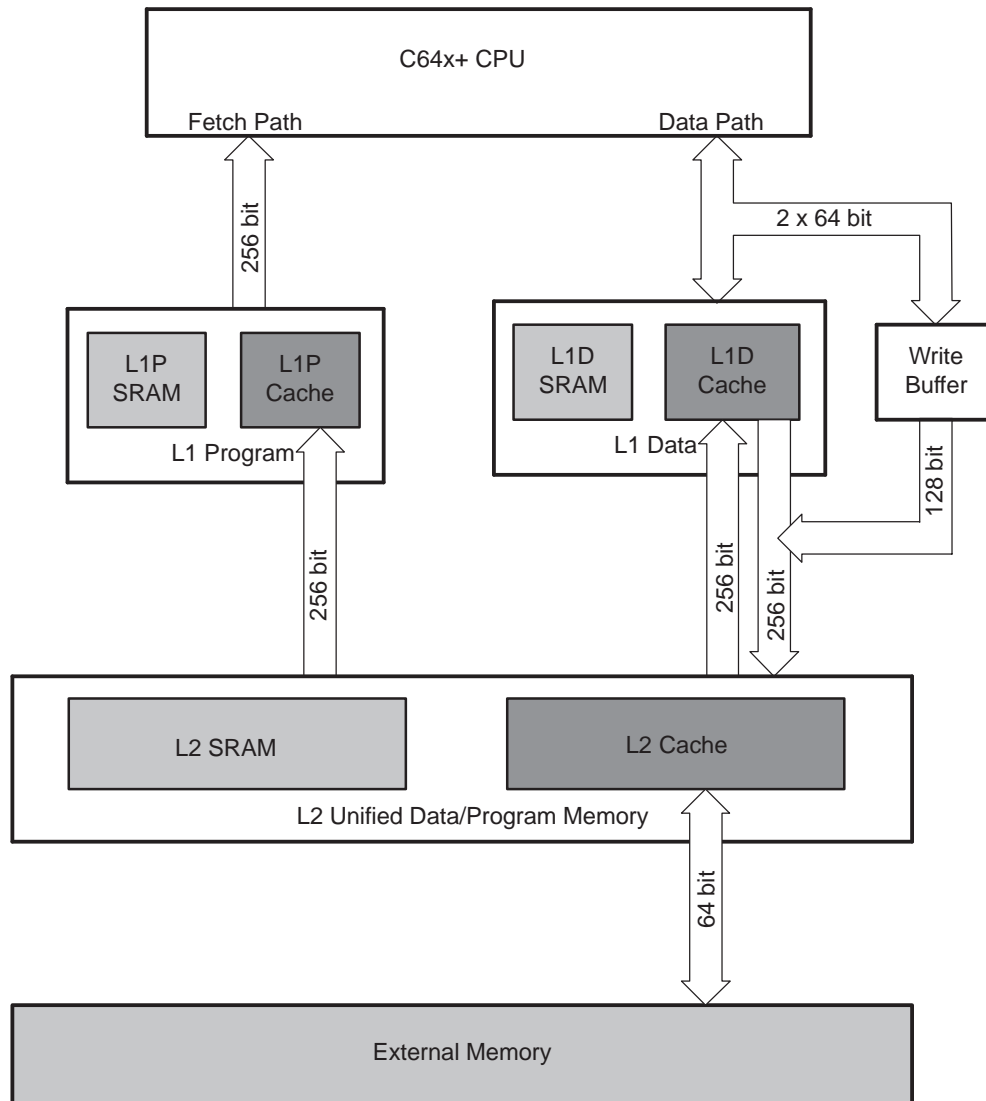 C64x+ CPU
Fetch Path
Data Path
256 bit
2 x 64 bit
L1P
SRAM
L1P
Cache
L1 Program
L1D
SRAM
L1D
Cache
L1 Data
Write
Buffer
128 bit
256 bit
256 bit
256 bit
L2 SRAM
L2 Cache
L2 Unified Data/Program Memory
64 bit
External Memory